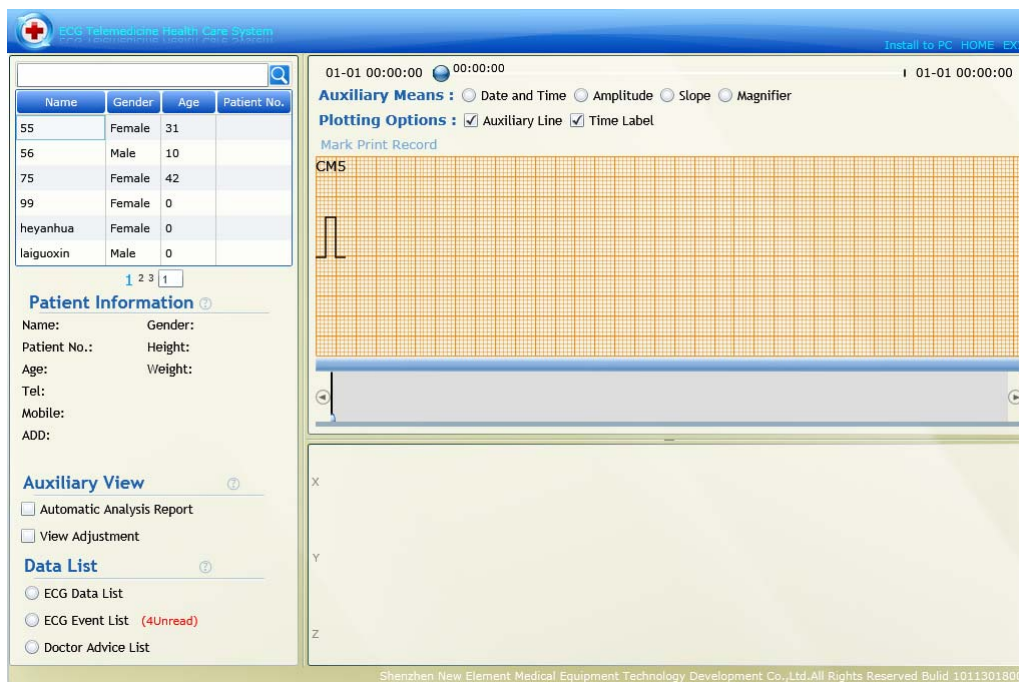 ECG Telemedicine Health Care System
Install to PC HOME EX
Name Gender Age Patient No.
55 Female 31
56 Male 10
75 Female 42
99 Female 0
heyanhua Female 0
laiguoxin Male 0
1 2 3 1
Patient Information ?
Name: Gender:
Patient No.: Height:
Age: Weight:
Tel:
Mobile:
ADD:
Auxiliary View ?
Automatic Analysis Report
View Adjustment
Data List ?
ECG Data List
ECG Event List (4Unread)
Doctor Advice List
01-01 00:00:00 00:00:00 01-01 00:00:00
Auxiliary Means : Date and Time Amplitude Slope Magnifier
Plotting Options : Auxiliary Line Time Label
Mark Print Record
CM5
X
Y
Z
Shenzhen New Element Medical Equipment Technology Development Co.,Ltd.All Rights Reserved Bulid 1011301800